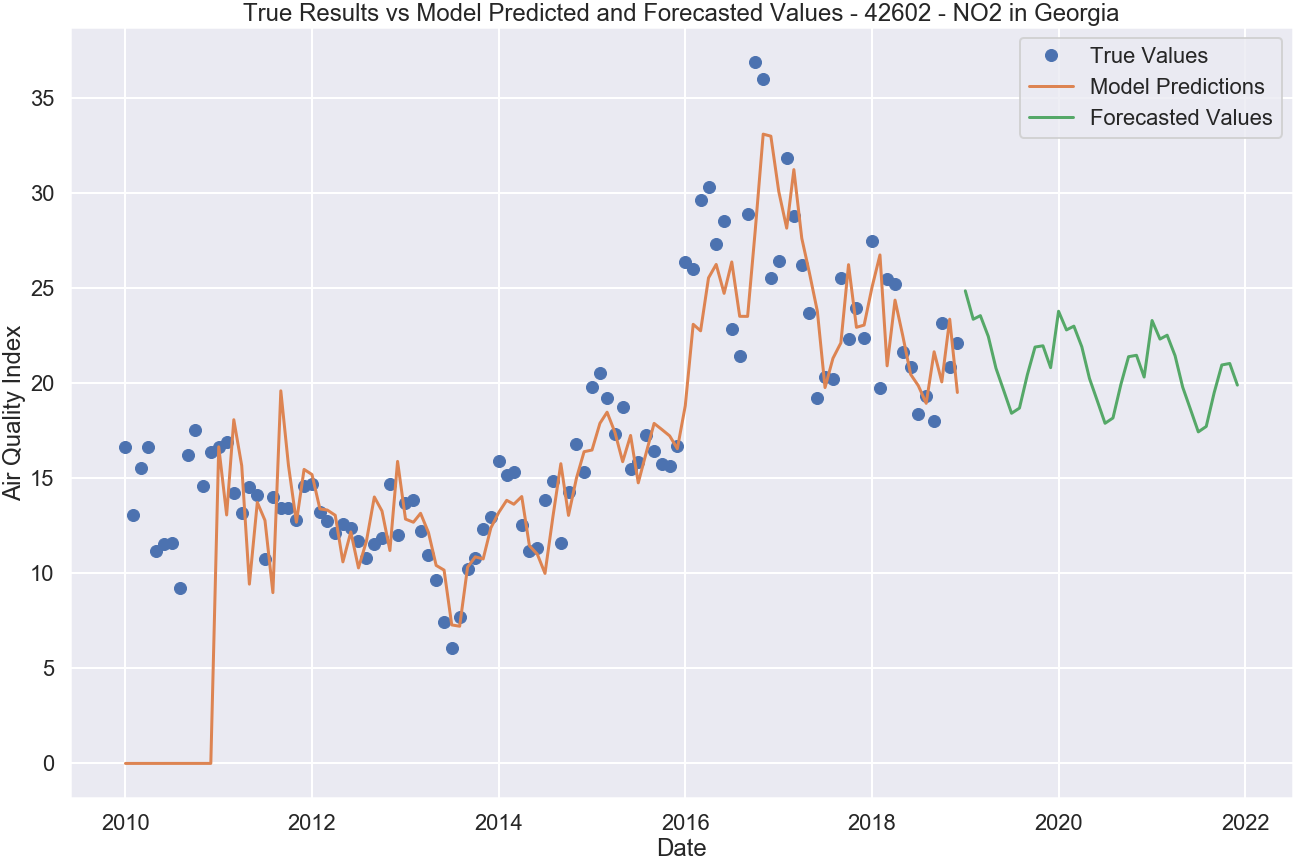 True Results vs Model Predicted and Forecasted Values - 42602 - NO2 in Georgia
True Values
Model Predictions
Forecasted Values
Air Quality Index
35
30
25
20
15
10
5
0
2010 2012 2014 2016 2018 2020 2022
Date